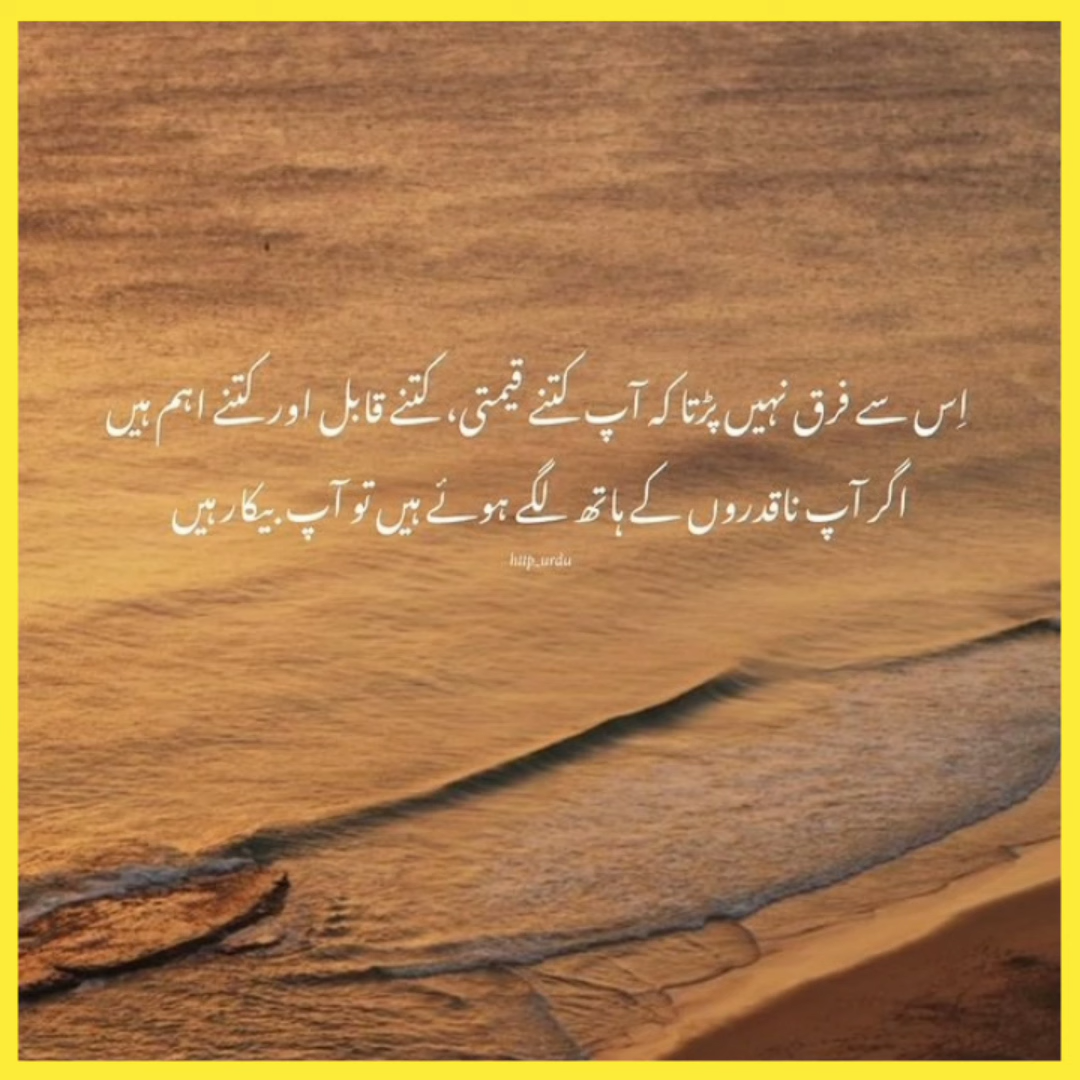 اِس سے فرق نہیں پڑتا کہ آپ کتنے قیمتی، کتنے قابل اور کتنے اہم ہیں
اگر آپ ناقدروں کے ہاتھ لگے ہوئے ہیں تو آپ بیکار ہیں
hiip_urdu